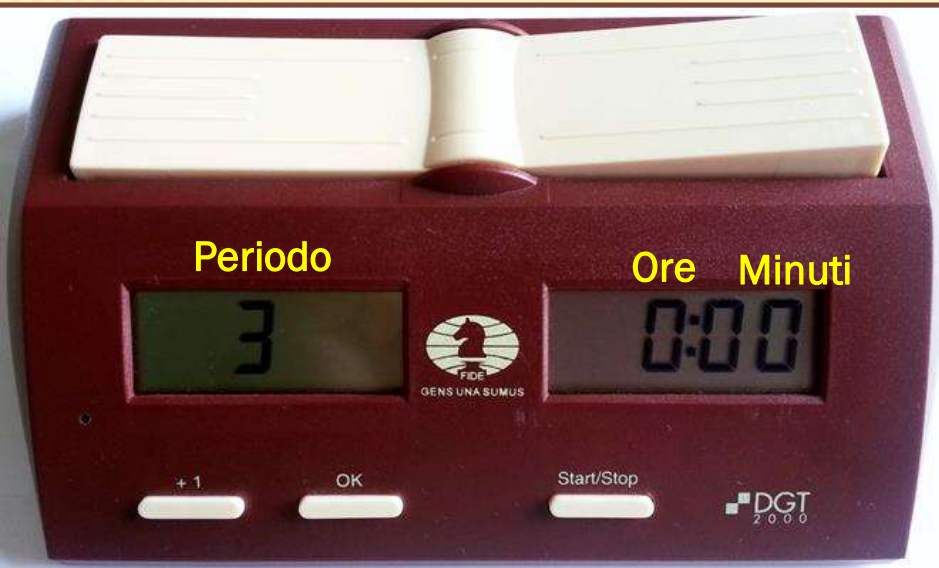 Periodo
Ore Minuti
3
0:00
FIDE
GENS UNA SUMUS
+ 1
OK
Start/Stop
DGT
2000